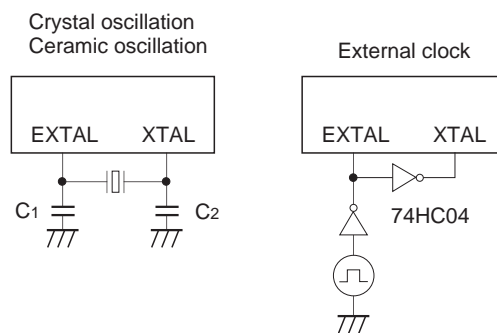 Crystal oscillation
Ceramic oscillation
EXTAL XTAL
C1 C2
External clock
EXTAL XTAL
74HC04